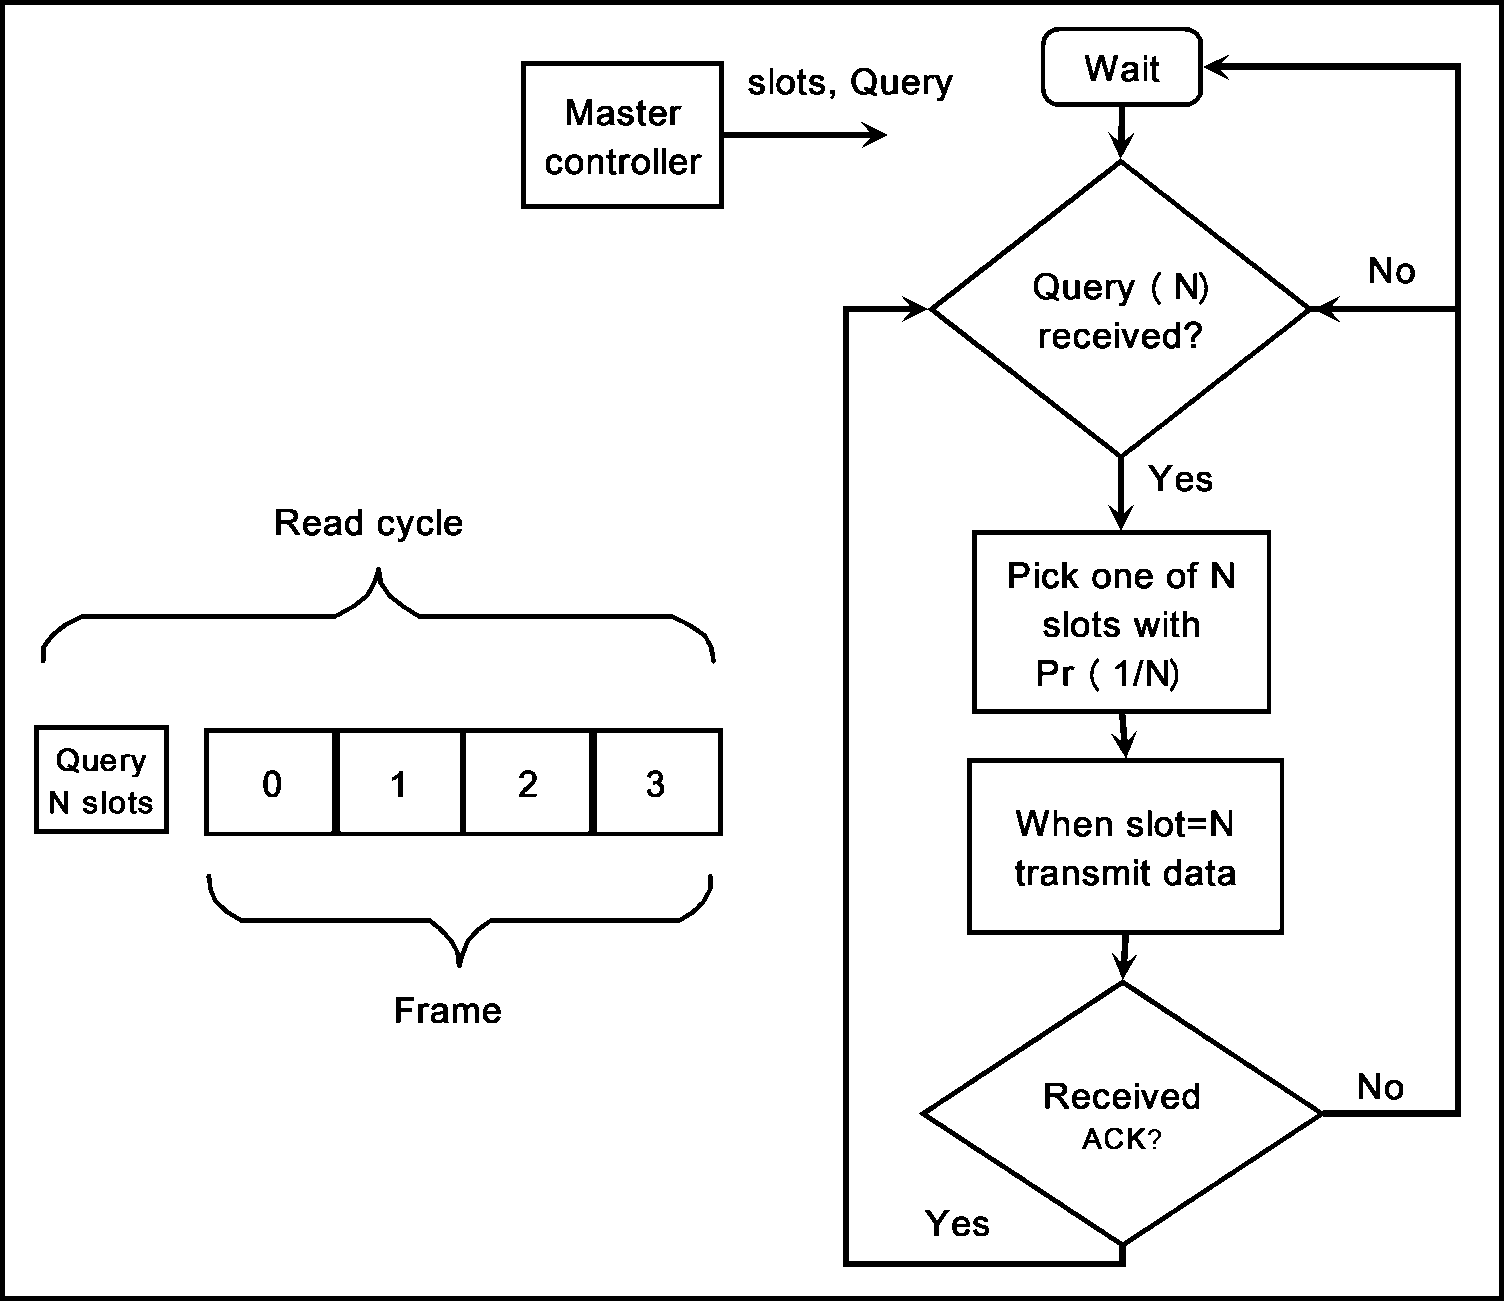 Wait
slots, Query
Master
controller
Query ( N)
received?
No
Yes
Read cycle
Pick one of N
slots with
Pr ( 1/N)
Query
N slots
0 1 2 3
When slot=N
transmit data
Frame
Received
ACK?
No
Yes